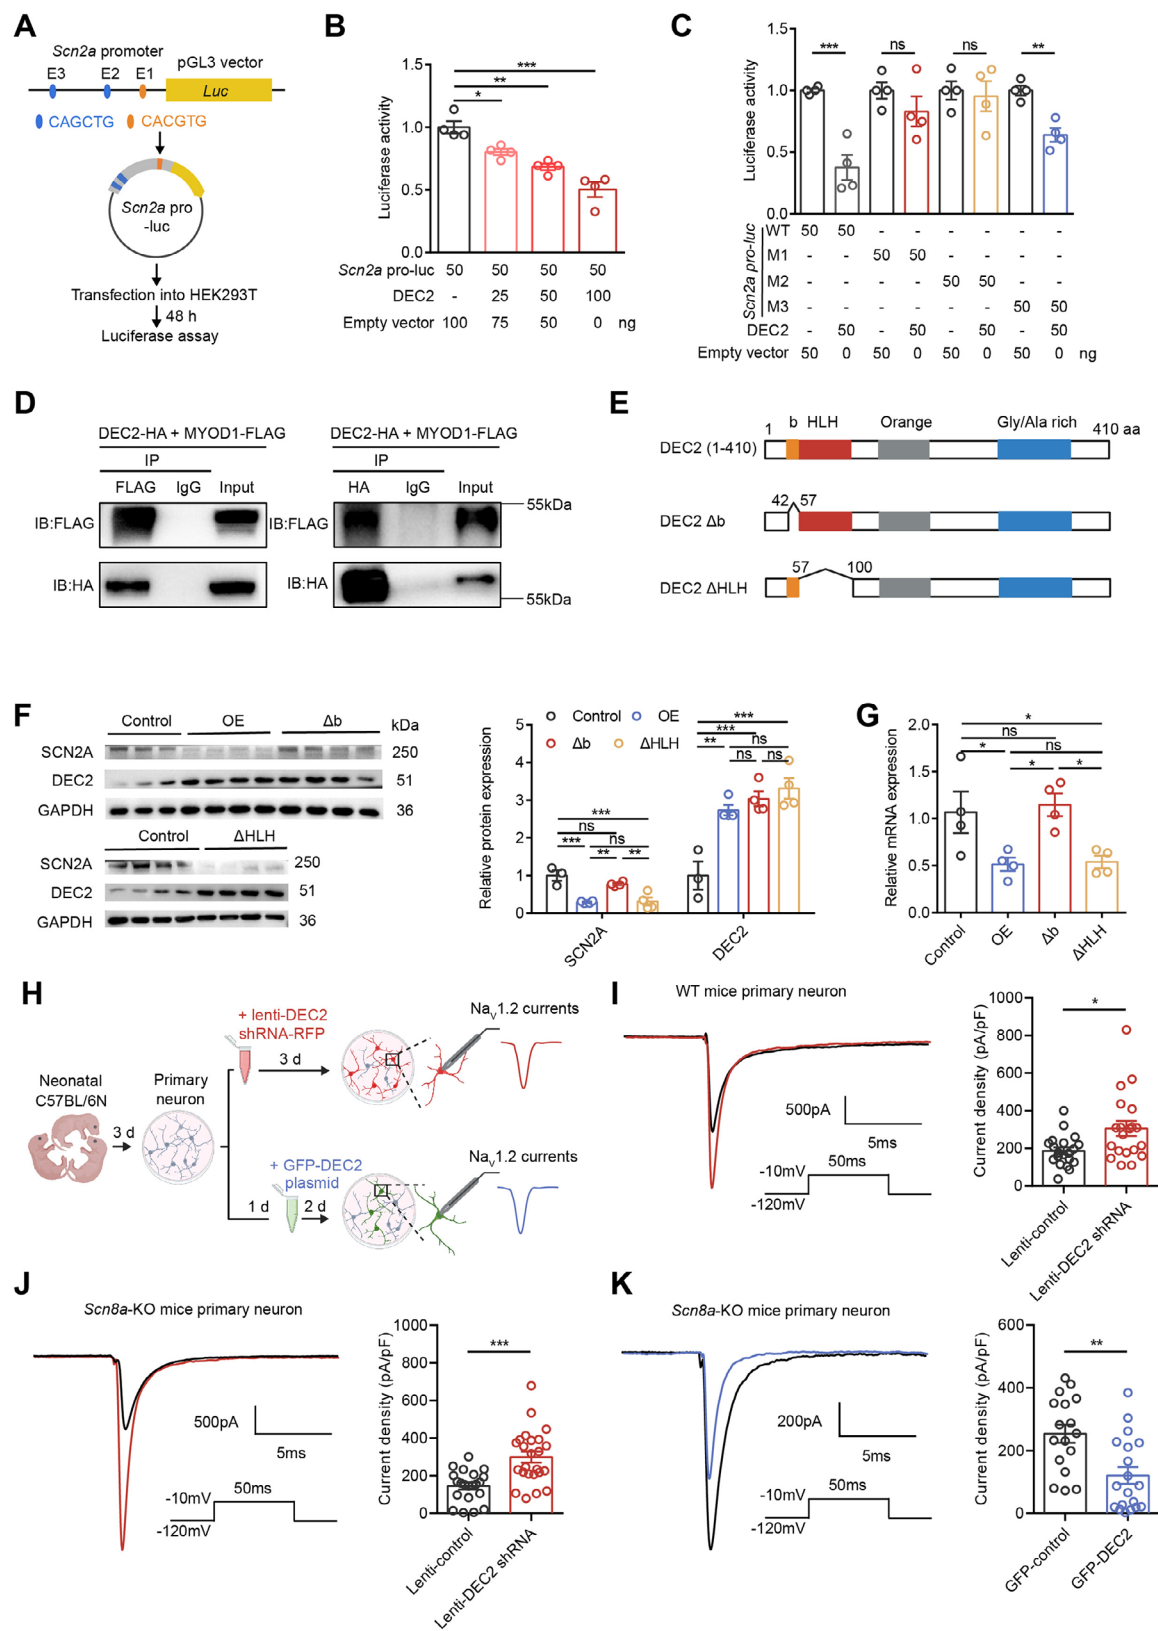 A
Scn2a promoter
E3 E2 E1 pGL3 vector
Luc
CAGCTG CACGTG
Scn2a pro
-luc
Transfection into HEK293T
48 h
Luciferase assay
B
Luciferase activity
1.5
1.0
0.5
0.0
***
**
*
Scn2a pro-luc 50 50 50 50
DEC2 - 25 50 100
Empty vector 100 75 50 0 ng
C
Luciferase activity
1.5
1.0
0.5
0.0
*** ns ns **
Scn2a pro-luc
WT 50 50 - - - - - -
M1 - - 50 50 - - - -
M2 - - - - 50 50 - -
M3 - - - - - - 50 50
DEC2 - 50 - 50 - 50 - 50
Empty vector 50 0 50 0 50 0 50 0 ng
D
DEC2-HA + MYOD1-FLAG DEC2-HA + MYOD1-FLAG
IP IP
FLAG IgG Input HA IgG Input
55kDa
IB:FLAG IB:FLAG
IB:HA IB:HA
55kDa
E
1 b HLH Orange Gly/Ala rich 410 aa
DEC2 (1-410)
42 57
DEC2 Δb
57 100
DEC2 ΔHLH
F
Control OE Δb kDa
SCN2A 250
DEC2 51
GAPDH 36
Control ΔHLH
SCN2A 250
DEC2 51
GAPDH 36
Relative protein expression
5
4
3
2
1
0
Control OE
Δb ΔHLH
***
ns
*** ns
** **
***
*** ns
** ns ns
SCN2A DEC2
G
Relative mRNA expression
2.0
1.5
1.0
0.5
0.0
*
ns
* ns
* *
Control OE Δb ΔHLH
H
Neonatal
C57BL/6N
3 d
Primary
neuron
+ lenti-DEC2
shRNA-RFP
3 d
NaV1.2 currents
+ GFP-DEC2
plasmid
1 d 2 d
NaV1.2 currents
I
WT mice primary neuron
500pA
5ms
-10mV 50ms
-120mV
Current density (pA/pF)
1000
800
600
400
200
0
*
Lenti-control Lenti-DEC2 shRNA
J
Scn8a-KO mice primary neuron
500pA
5ms
-10mV 50ms
-120mV
Current density (pA/pF)
1000
800
600
400
200
0
***
Lenti-control Lenti-DEC2 shRNA
K
Scn8a-KO mice primary neuron
200pA
5ms
-10mV 50ms
-120mV
Current density (pA/pF)
600
400
200
0
**
GFP-control GFP-DEC2